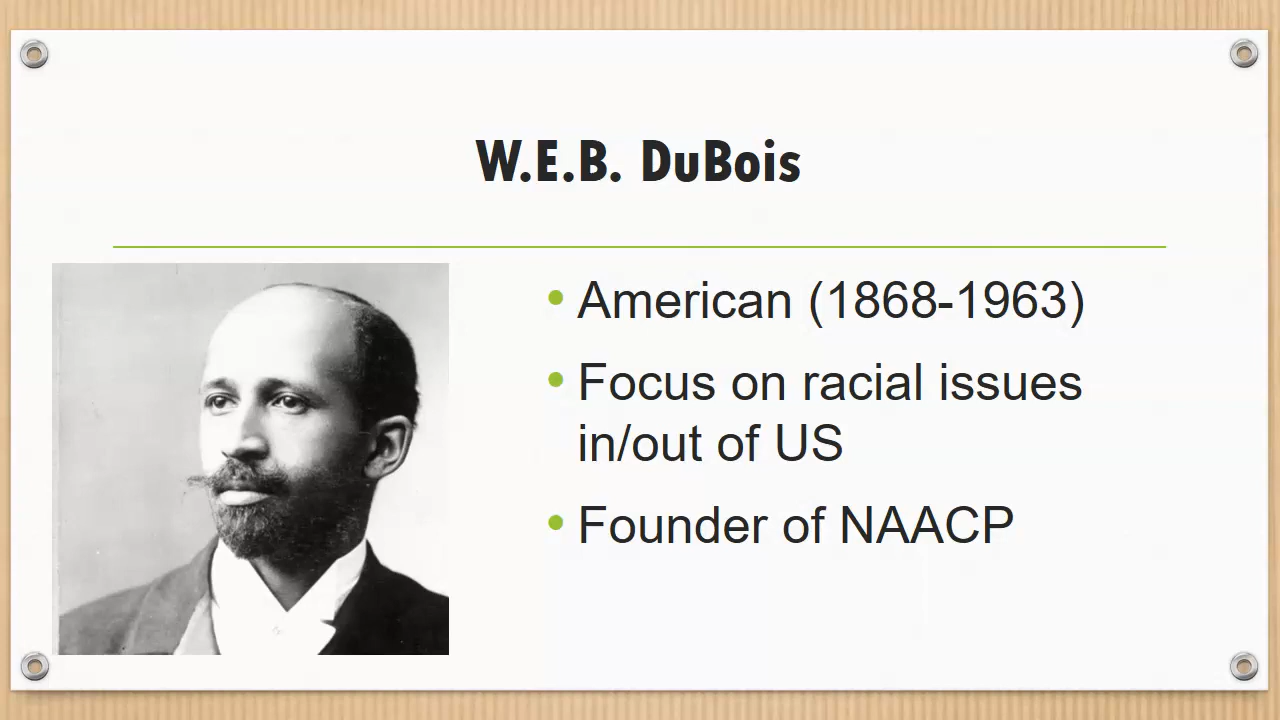 W.E.B. DuBois
• American (1868-1963)
• Focus on racial issues
in/out of US
• Founder of NAACP